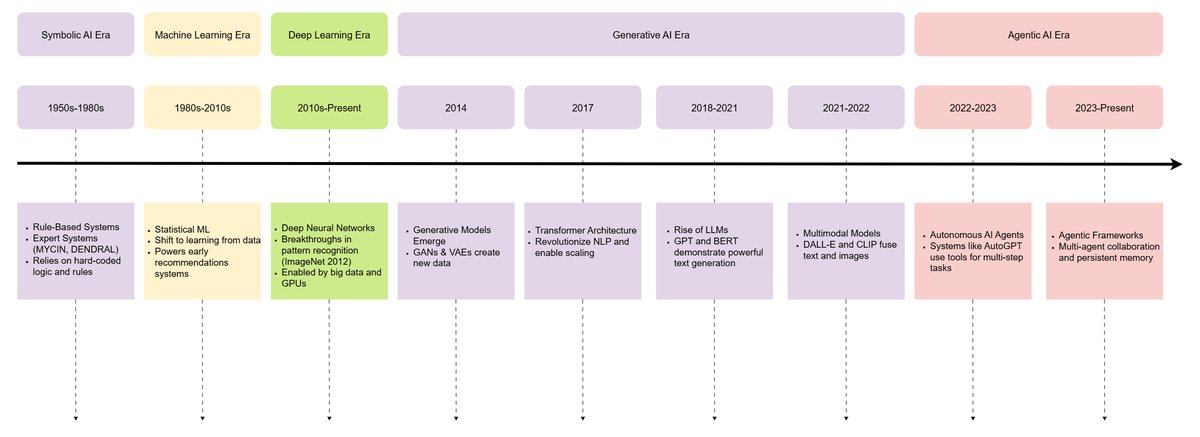 Symbolic AI Era
Machine Learning Era
Deep Learning Era
Generative AI Era
Agentic AI Era
1950s-1980s
1980s-2010s
2010s-Present
2014
2017
2018-2021
2021-2022
2022-2023
2023-Present
• Rule-Based Systems
• Expert Systems
(MYCIN, DENDRAL)
• Relies on hard-coded
logic and rules
• Statistical ML
• Shift to learning from data
• Powers early
recommendations
systems
• Deep Neural Networks
• Breakthroughs in
pattern recognition
(ImageNet 2012)
• Enabled by big data and
GPUs
• Generative Models
Emerge
• GANs & VAEs create
new data
• Transformer Architecture
• Revolutionize NLP and
enable scaling
• Rise of LLMs
• GPT and BERT
demonstrate powerful
text generation
• Multimodal Models
• DALL-E and CLIP fuse
text and images
• Autonomous AI Agents
• Systems like AutoGPT
use tools for multi-step
tasks
• Agentic Frameworks
• Multi-agent collaboration
and persistent memory